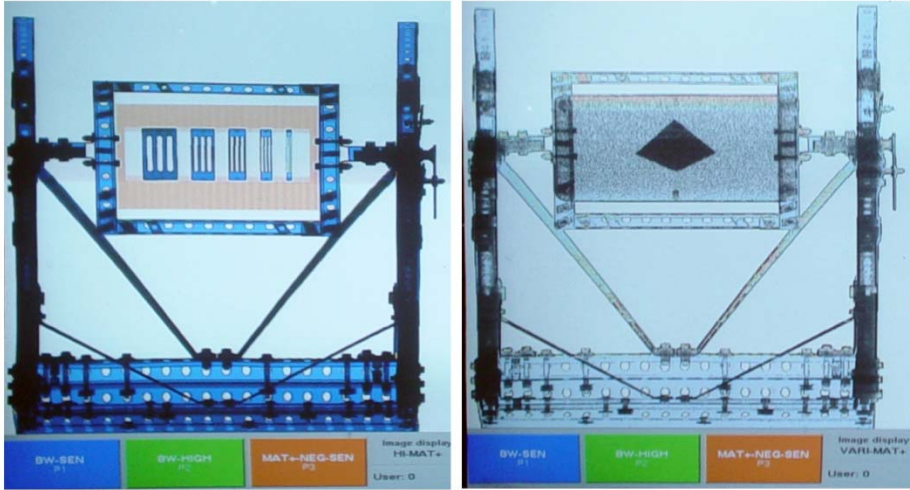 BW-SEN
P1
BW-HIGH
P2
MAT+-NEG-SEN
P3
Image display
HI-MAT+
User: 0
BW-SEN
P1
BW-HIGH
P2
MAT+-NEG-SEN
P3
Image display
VARI-MAT+
User: 0